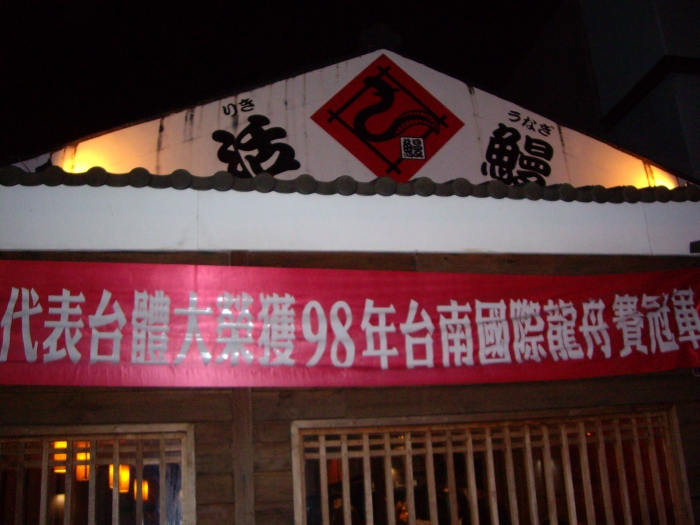 りき うなぎ
活 鰻
鰻
代表台體大榮獲98年台南國際龍舟賽冠軍